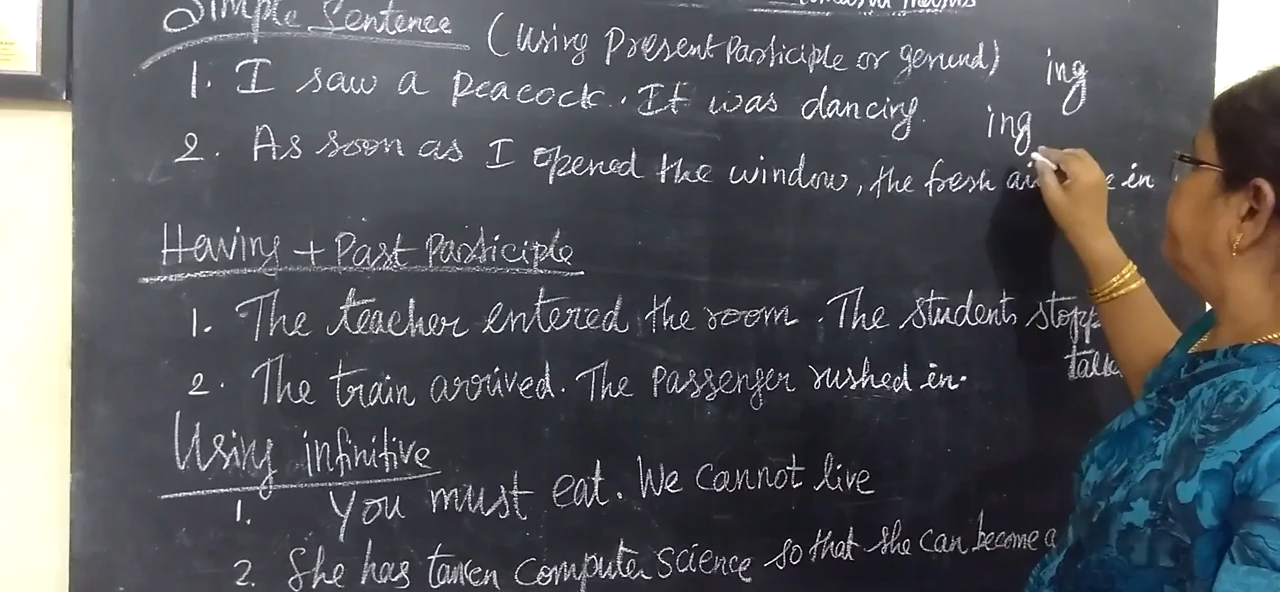 Simple Sentence (Using Present Participle or gerund)
ing
1. I saw a peacock. It was dancing.
ing
2. As soon as I opened the window, the fresh in
Having + Past Participle
1. The teacher entered the room. The students stopp
talk
2. The train arrived. The Passenger rushed in.
Using infinitive
1. You must eat. We cannot live
2. She has taken Computer Science so that she can become a